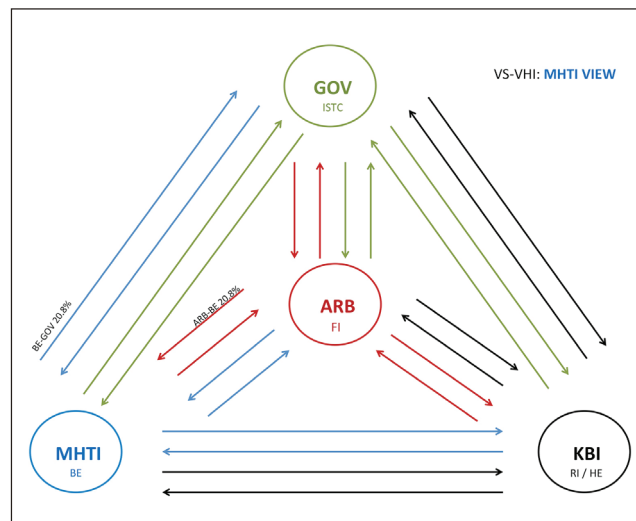 GOV
ISTC
VS-VHI: MHTI VIEW
BE-GOV 20.8%
ARB-BE 20.8%
ARB
FI
MHTI
BE
KBI
RI / HE